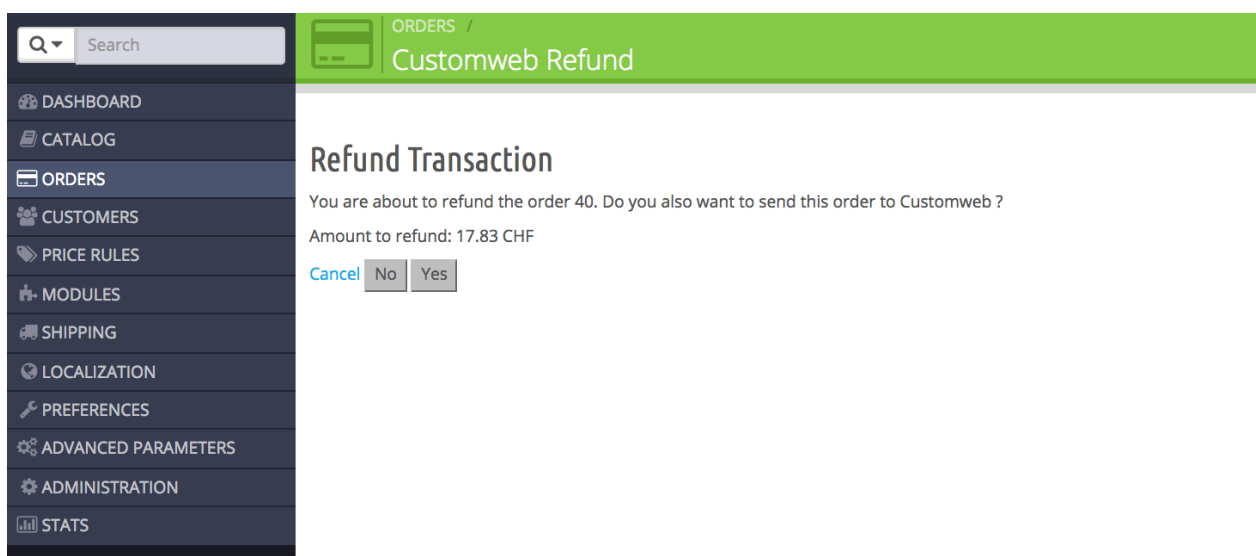 Search
DASHBOARD
CATALOG
ORDERS
CUSTOMERS
PRICE RULES
MODULES
SHIPPING
LOCALIZATION
PREFERENCES
ADVANCED PARAMETERS
ADMINISTRATION
STATS
ORDERS /
Customweb Refund
Refund Transaction
You are about to refund the order 40. Do you also want to send this order to Customweb ?
Amount to refund: 17.83 CHF
Cancel No Yes